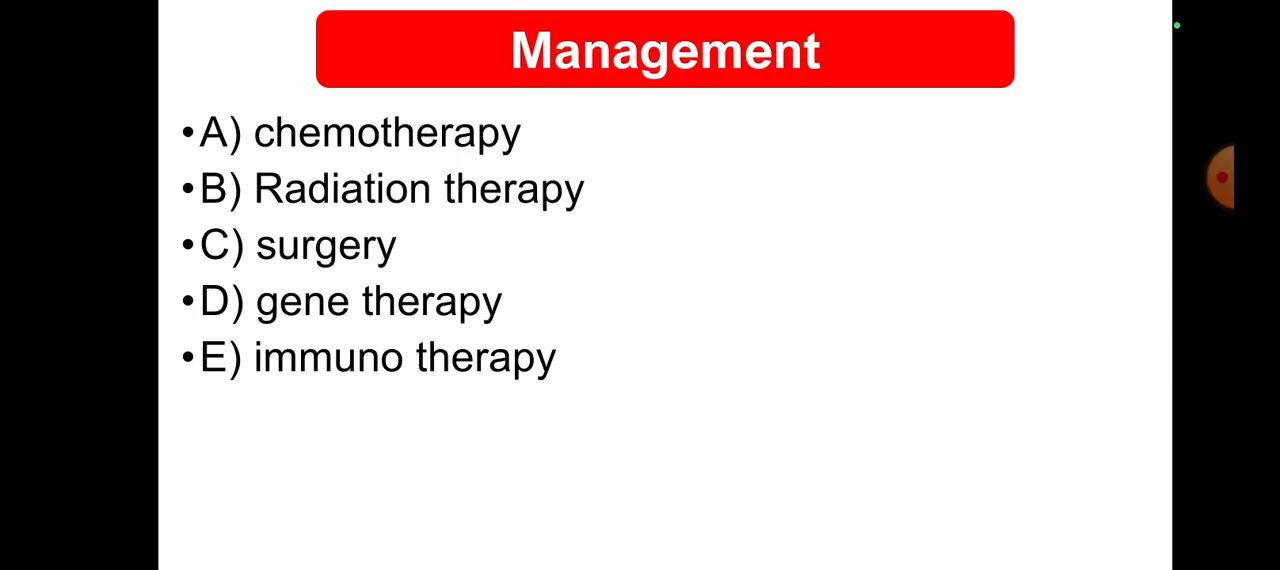 Management
•A) chemotherapy
•B) Radiation therapy
•C) surgery
•D) gene therapy
•E) immuno therapy